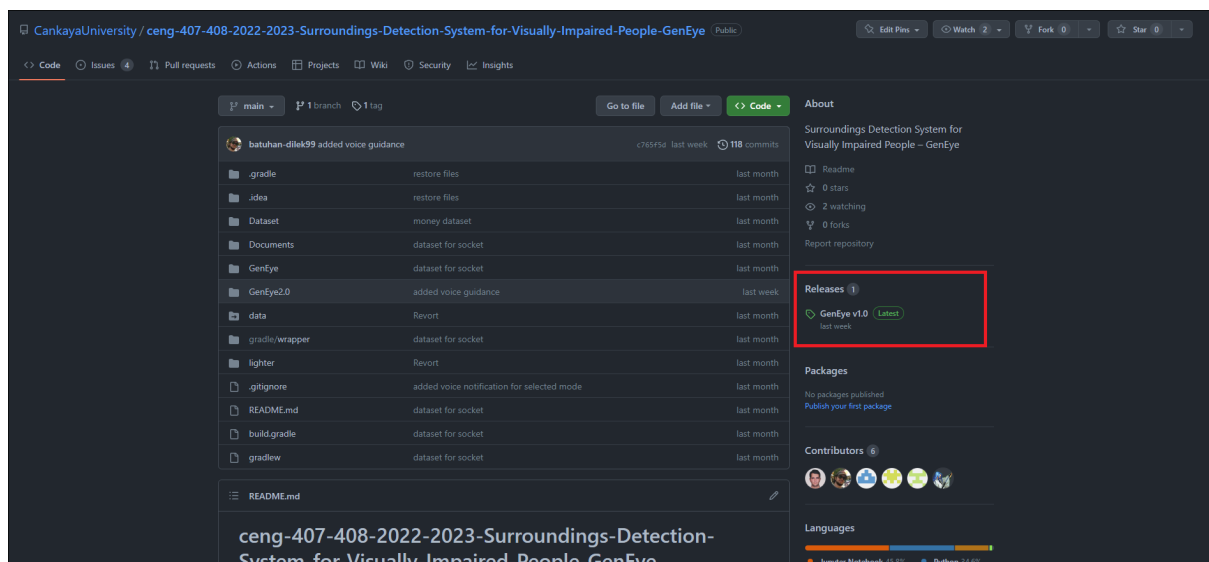 CankayaUniversity / ceng-407-408-2022-2023-Surroundings-Detection-System-for-Visually-Impaired-People-GenEye Public
Edit Pins Watch 2 Fork 0 Star 0
Code Issues 4 Pull requests Actions Projects Wiki Security Insights
main 1 branch 1 tag Go to file Add file Code
batuhan-dilek99 added voice guidance c765f5d last week 118 commits
.gradle restore files last month
.idea restore files last month
Dataset money dataset last month
Documents dataset for socket last month
GenEye dataset for socket last month
GenEye2.0 added voice guidance last week
data Revort last month
gradle/wrapper dataset for socket last month
lighter Revort last month
.gitignore added voice notification for selected mode last month
README.md dataset for socket last month
build.gradle dataset for socket last month
gradlew dataset for socket last month
README.md
ceng-407-408-2022-2023-Surroundings-Detection-
System-for-Visually-Impaired-People-GenEye
About
Surroundings Detection System for
Visually Impaired People – GenEye
Readme
0 stars
2 watching
0 forks
Report repository
Releases 1
GenEye v1.0 Latest
last week
Packages
No packages published
Publish your first package
Contributors 6
Languages
Jupyter Notebook Python